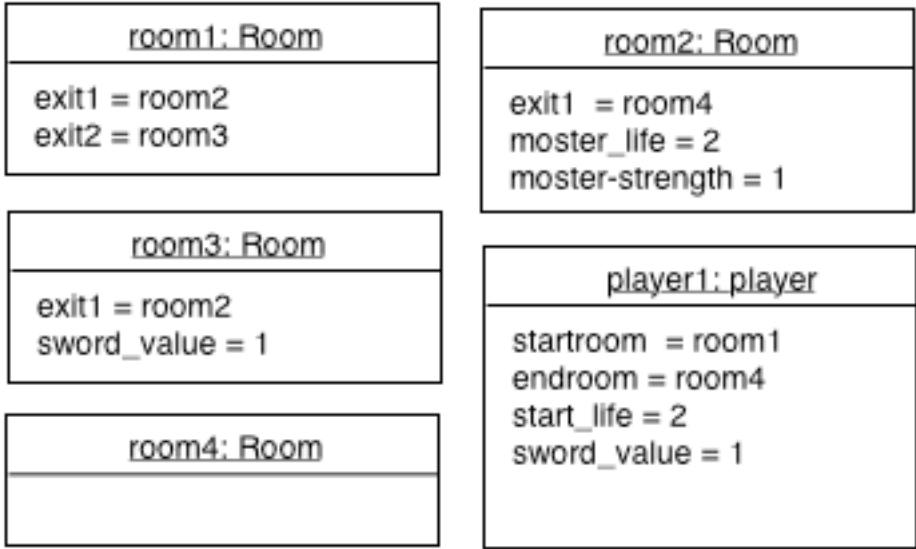 room1: Room
exit1 = room2
exit2 = room3
room2: Room
exit1 = room4
moster_life = 2
moster-strength = 1
room3: Room
exit1 = room2
sword_value = 1
player1: player
startroom = room1
endroom = room4
start_life = 2
sword_value = 1
room4: Room